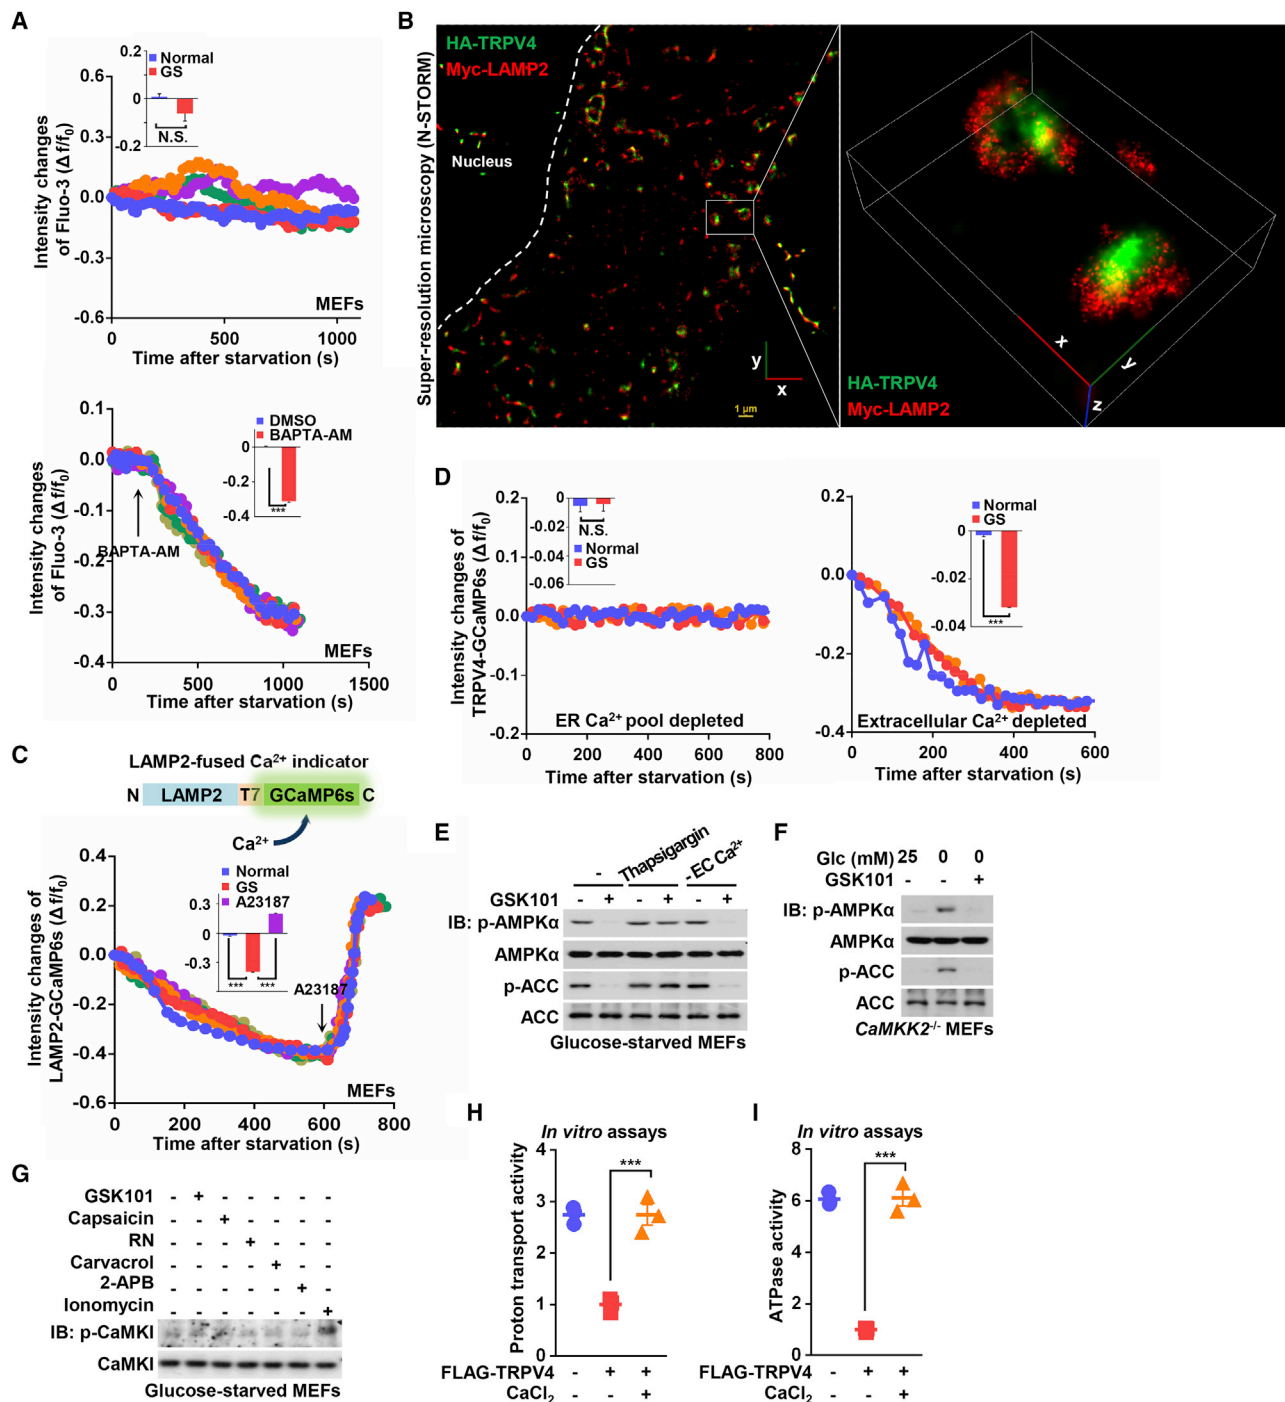 A
Intensity changes
of Fluo-3 (Δ f/f0)
0.6
0.3
0.0
-0.3
-0.6
0.2
0
-0.2
Normal
GS
N.S.
MEFs
0
500
1000
Time after starvation (s)
Intensity changes
of Fluo-3 (Δ f/f0)
0.1
0.0
-0.1
-0.2
-0.3
-0.4
DMSO
BAPTA-AM
0
-0.2
-0.4
***
BAPTA-AM
MEFs
0
500
1000
1500
Time after starvation (s)
B
Super-resolution microscopy (N-STORM)
HA-TRPV4
Myc-LAMP2
Nucleus
y
x
1 µm
x
y
z
HA-TRPV4
Myc-LAMP2
C
LAMP2-fused Ca2+ indicator
N LAMP2 T7 GCaMP6s C
Ca2+
Intensity changes of
LAMP2-GCaMP6s (Δ f/f0)
0.4
0.2
0.0
-0.2
-0.4
-0.6
Normal
GS
A23187
0.3
0
-0.3
*** ***
A23187
MEFs
0
200
400
600
800
Time after starvation (s)
D
Intensity changes of
TRPV4-GCaMP6s (Δ f/f0)
0.2
0.1
0.0
-0.1
-0.2
0
-0.02
-0.04
-0.06
N.S.
Normal
GS
ER Ca2+ pool depleted
0
200
400
600
800
Time after starvation (s)
0.0
-0.2
-0.4
Normal
GS
0
-0.02
-0.04
***
Extracellular Ca2+ depleted
0
200
400
600
Time after starvation (s)
E
- Thapsigargin -EC Ca2+
GSK101 - + - + - +
IB: p-AMPKα
AMPKα
p-ACC
ACC
Glucose-starved MEFs
F
Glc (mM) 25 0 0
GSK101 - - +
IB: p-AMPKα
AMPKα
p-ACC
ACC
CaMKK2-/- MEFs
G
GSK101 - + - - - - -
Capsaicin - - + - - - -
RN - - - + - - -
Carvacrol - - - - + - -
2-APB - - - - - + -
Ionomycin - - - - - - +
IB: p-CaMKI
CaMKI
Glucose-starved MEFs
H
In vitro assays
Proton transport activity
4
3
2
1
0
***
FLAG-TRPV4 - + +
CaCl2 - - +
I
In vitro assays
ATPase activity
8
6
4
2
0
***
FLAG-TRPV4 - + +
CaCl2 - - +